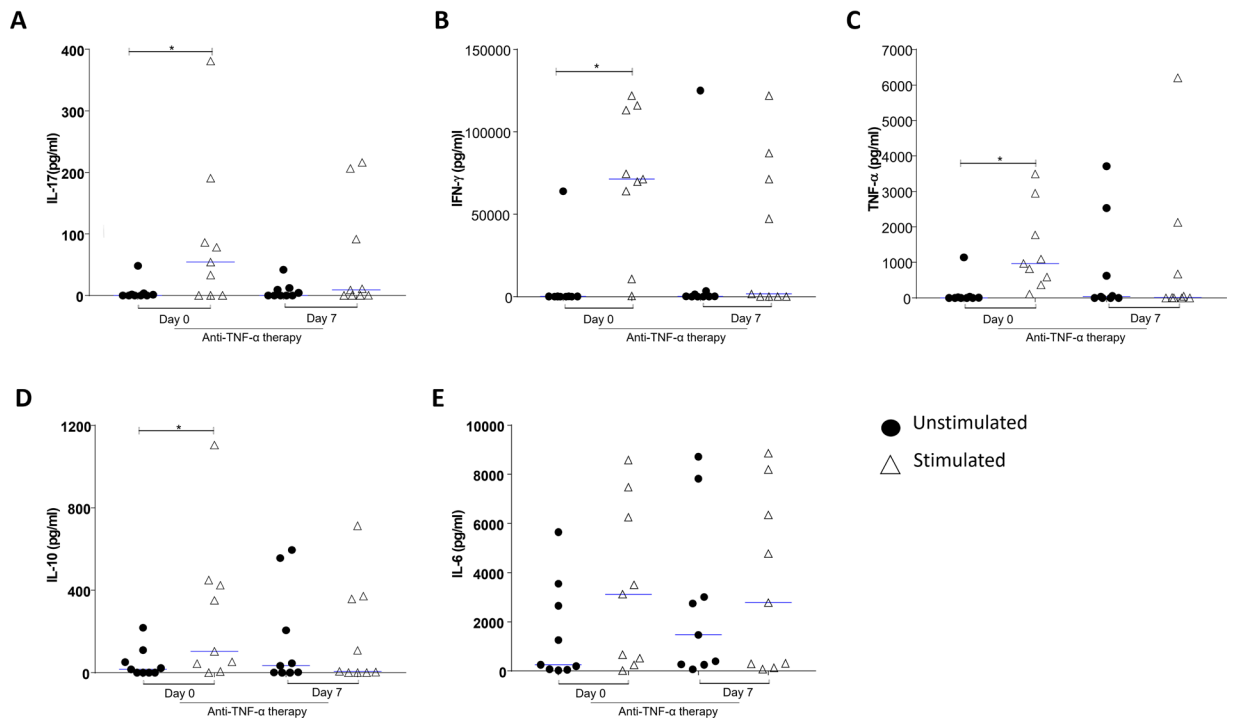 A
IL-17(pg/ml)
400
300
200
100
0
*
Day 0
Day 7
Anti-TNF-α therapy
B
IFN-γ (pg/m)l
150000
100000
50000
0
*
Day 0
Day 7
Anti-TNF-α therapy
C
TNF-α (pg/ml)
7000
6000
5000
4000
3000
2000
1000
0
*
Day 0
Day 7
Anti-TNF-α therapy
D
IL-10 (pg/ml)
1200
800
400
0
*
Day 0
Day 7
Anti-TNF-α therapy
E
IL-6 (pg/ml)
10000
8000
6000
4000
2000
0
Day 0
Day 7
Anti-TNF-α therapy
Unstimulated
Stimulated